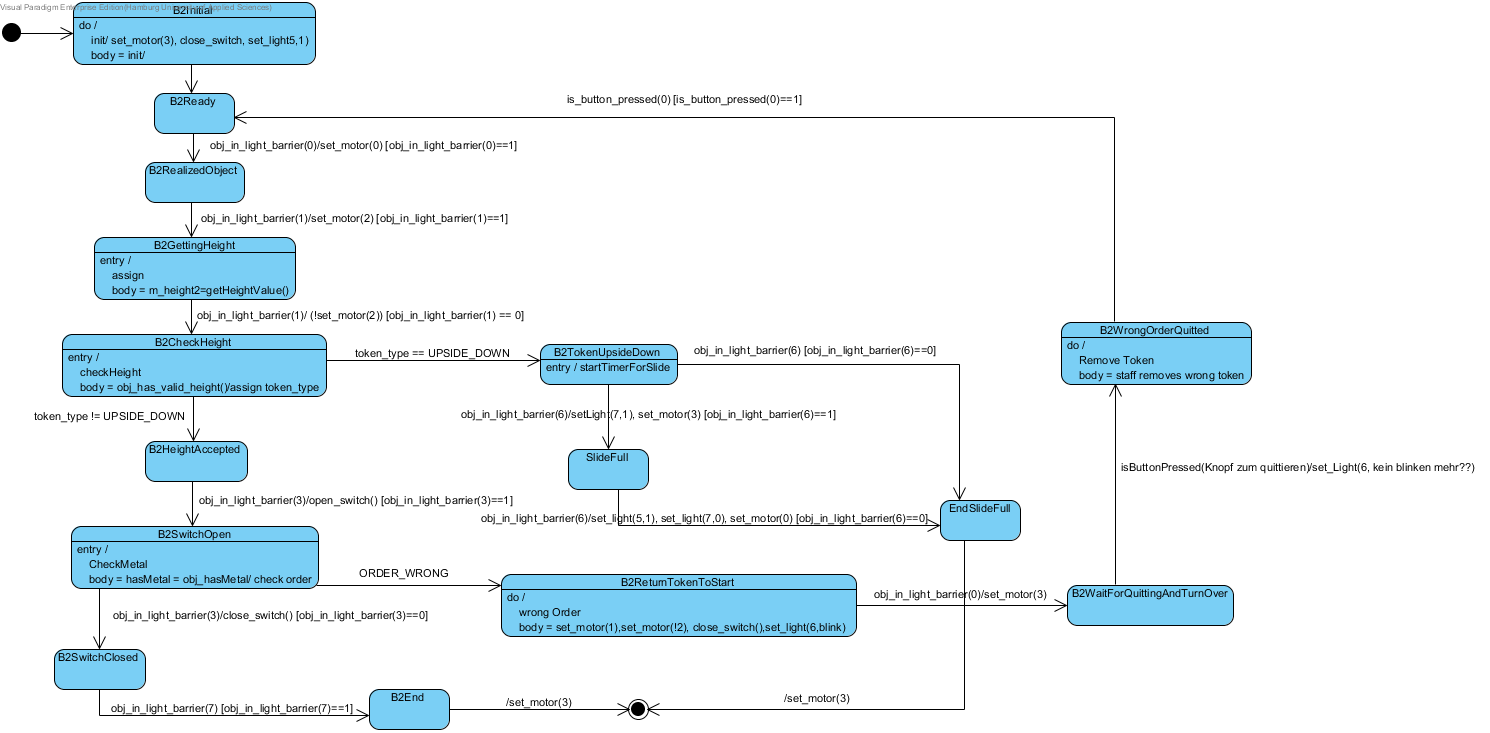 Visual Paradigm Enterprise Edition(Hamburg University of Applied Sciences)
B2Initial
do /
init/ set_motor(3), close_switch, set_light5,1)
body = init/
B2Ready
is_button_pressed(0) [is_button_pressed(0)==1]
obj_in_light_barrier(0)/set_motor(0) [obj_in_light_barrier(0)==1]
B2RealizedObject
obj_in_light_barrier(1)/set_motor(2) [obj_in_light_barrier(1)==1]
B2GettingHeight
entry /
assign
body = m_height2=getHeightValue()
obj_in_light_barrier(1)/ (!set_motor(2)) [obj_in_light_barrier(1) == 0]
B2CheckHeight
entry /
checkHeight
body = obj_has_valid_height()/assign token_type
token_type == UPSIDE_DOWN
B2TokenUpsideDown
entry / startTimerForSlide
obj_in_light_barrier(6) [obj_in_light_barrier(6)==0]
B2WrongOrderQuitted
do /
Remove Token
body = staff removes wrong token
token_type != UPSIDE_DOWN
obj_in_light_barrier(6)/setLight(7,1), set_motor(3) [obj_in_light_barrier(6)==1]
B2HeightAccepted
SlideFull
isButtonPressed(Knopf zum quittieren)/set_Light(6, kein blinken mehr??)
obj_in_light_barrier(3)/open_switch() [obj_in_light_barrier(3)==1]
obj_in_light_barrier(6)/set_light(5,1), set_light(7,0), set_motor(0) [obj_in_light_barrier(6)==0]
EndSlideFull
B2SwitchOpen
entry /
CheckMetal
body = hasMetal = obj_hasMetal/ check order
ORDER_WRONG
B2ReturnTokenToStart
do /
wrong Order
body = set_motor(1),set_motor(!2), close_switch(),set_light(6,blink)
obj_in_light_barrier(0)/set_motor(3)
B2WaitForQuittingAndTurnOver
obj_in_light_barrier(3)/close_switch() [obj_in_light_barrier(3)==0]
B2SwitchClosed
obj_in_light_barrier(7) [obj_in_light_barrier(7)==1]
B2End
/set_motor(3)
/set_motor(3)